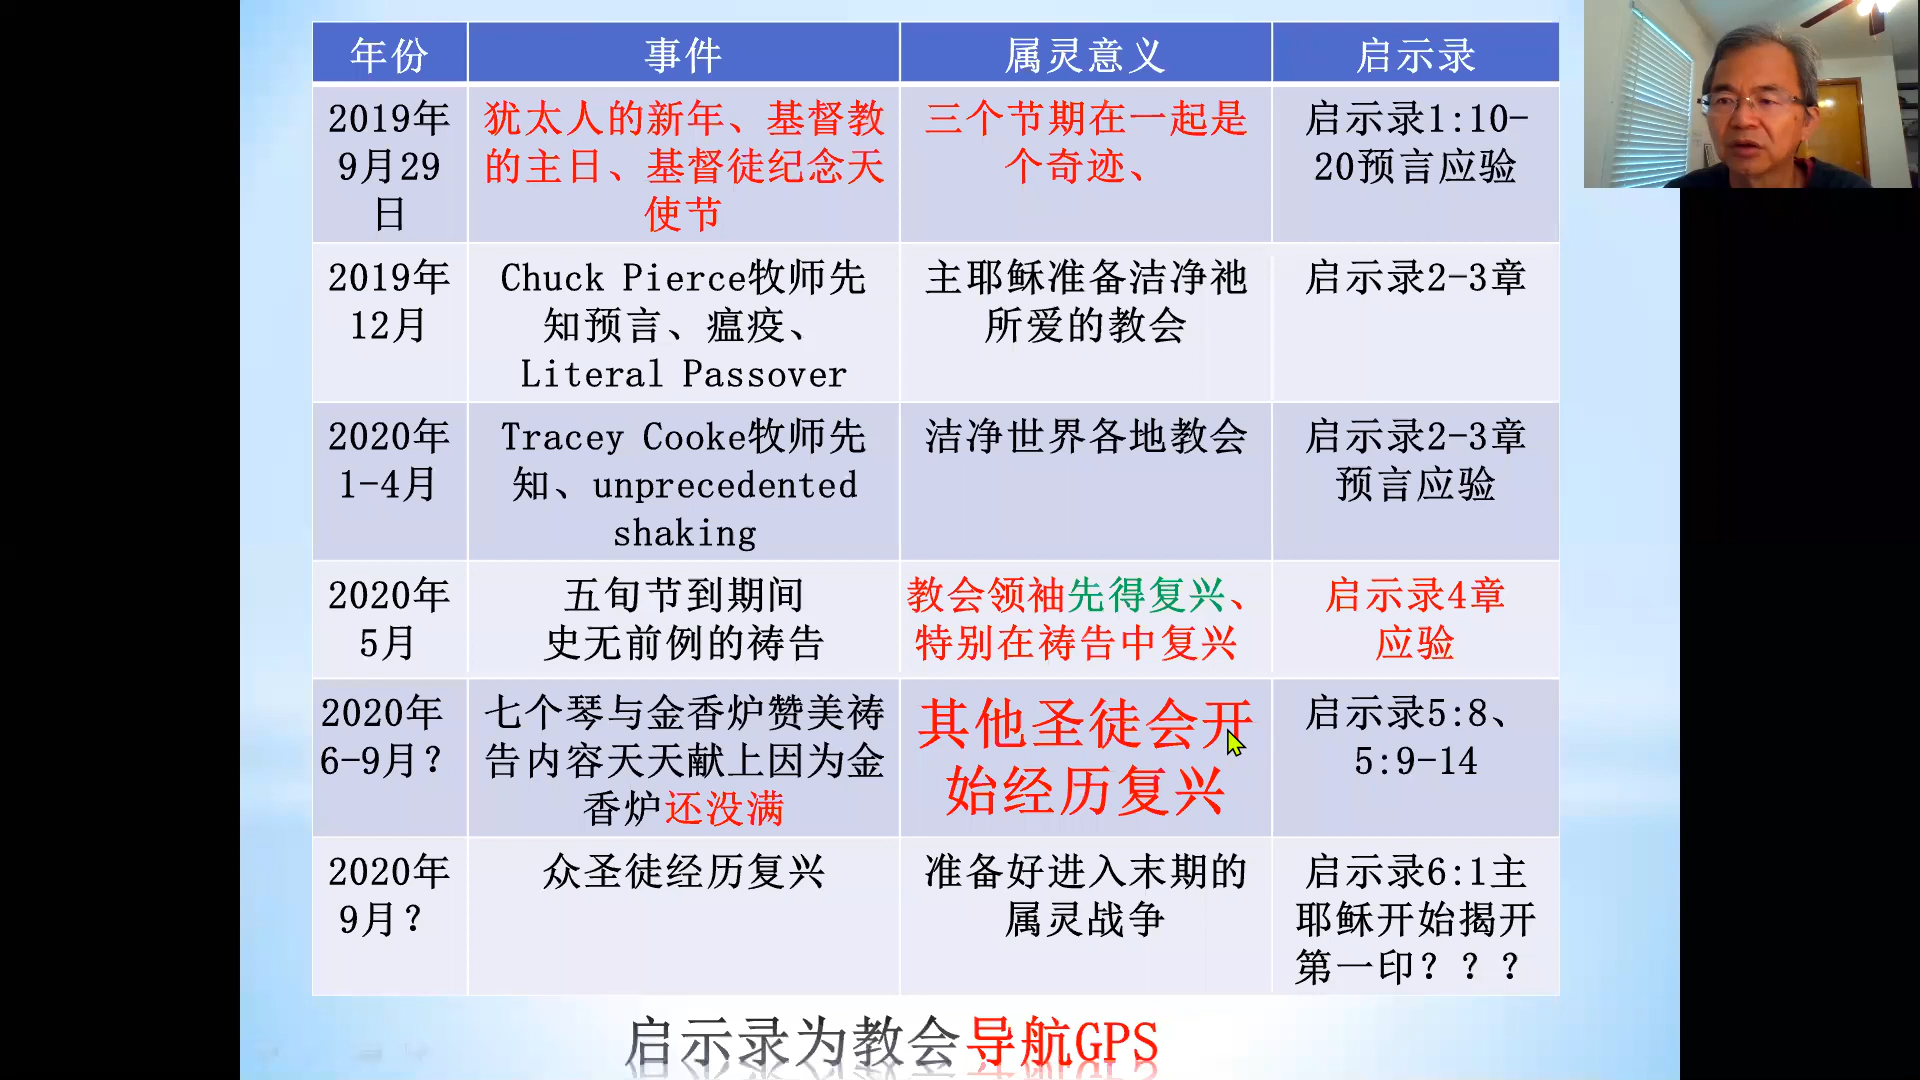 年份 事件 属灵意义 启示录
2019年
9月29
日
犹太人的新年、基督教
的主日、基督徒纪念天
使节
三个节期在一起是
个奇迹、
启示录1:10-
20预言应验
2019年
12月
Chuck Pierce牧师先
知预言、瘟疫、
Literal Passover
主耶稣准备洁净祂
所爱的教会
启示录2-3章
2020年
1-4月
Tracey Cooke牧师先
知、unprecedented
shaking
洁净世界各地教会
启示录2-3章
预言应验
2020年
5月
五旬节到期间
史无前例的祷告
教会领袖先得复兴、
特别在祷告中复兴
启示录4章
应验
2020年
6-9月？
七个琴与金香炉赞美祷
告内容天天献上因为金
香炉还没满
其他圣徒会开
始经历复兴
启示录5:8、
5:9-14
2020年
9月？
众圣徒经历复兴
准备好进入末期的
属灵战争
启示录6:1主
耶稣开始揭开
第一印？？？
启示录为教会导航GPS